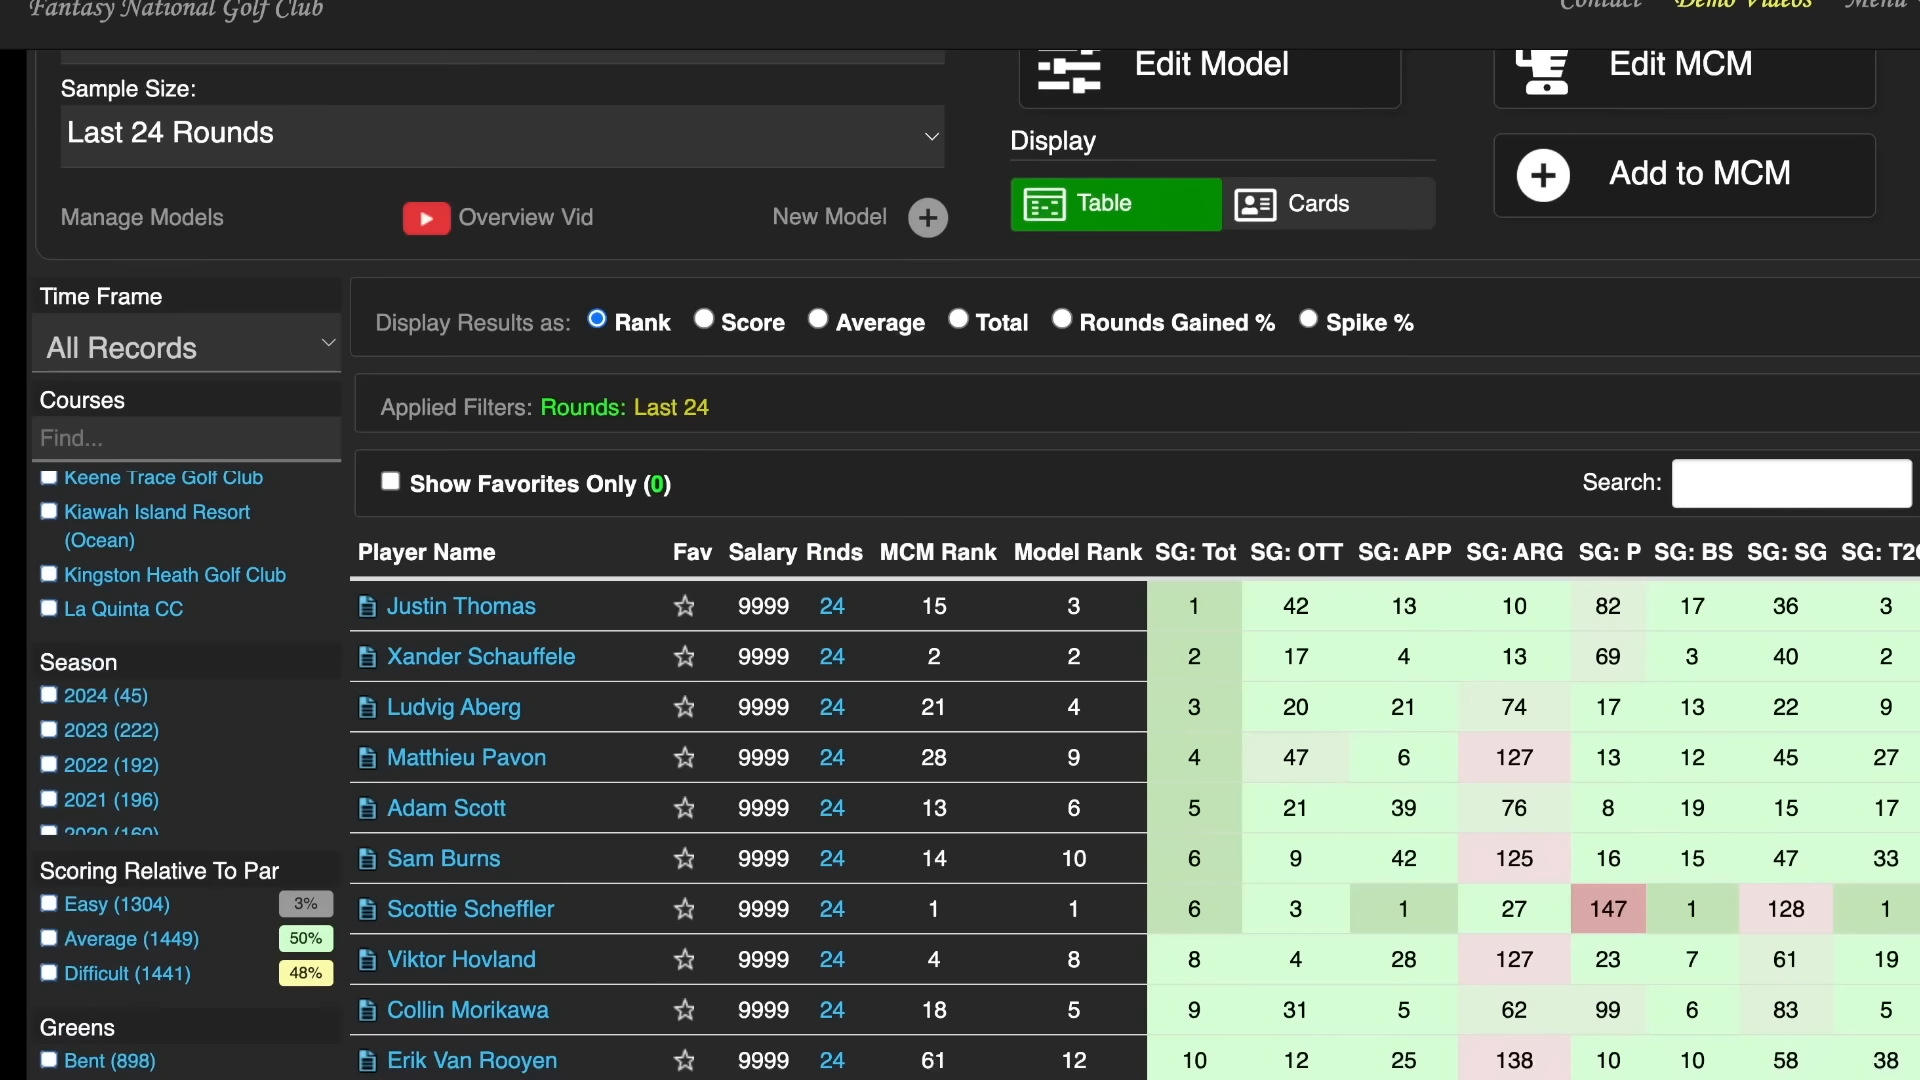 Fantasy National Golf Club
Contact Demo Videos Menu
Sample Size:
Last 24 Rounds
Manage Models
Overview Vid
New Model
Edit Model
Edit MCM
Display
Table
Cards
Add to MCM
Time Frame
All Records
Courses
Find...
Keene Trace Golf Club
Kiawah Island Resort
(Ocean)
Kingston Heath Golf Club
La Quinta CC
Season
2024 (45)
2023 (222)
2022 (192)
2021 (196)
2020 (160)
Scoring Relative To Par
Easy (1304) 3%
Average (1449) 50%
Difficult (1441) 48%
Greens
Bent (898)
Display Results as: Rank Score Average Total Rounds Gained % Spike %
Applied Filters: Rounds: Last 24
Show Favorites Only (0)
Search:
Player Name Fav Salary Rnds MCM Rank Model Rank SG: Tot SG: OTT SG: APP SG: ARG SG: P SG: BS SG: SG SG: T2G
Justin Thomas 9999 24 15 3 1 42 13 10 82 17 36 3
Xander Schauffele 9999 24 2 2 2 17 4 13 69 3 40 2
Ludvig Aberg 9999 24 21 4 3 20 21 74 17 13 22 9
Matthieu Pavon 9999 24 28 9 4 47 6 127 13 12 45 27
Adam Scott 9999 24 13 6 5 21 39 76 8 19 15 17
Sam Burns 9999 24 14 10 6 9 42 125 16 15 47 33
Scottie Scheffler 9999 24 1 1 6 3 1 27 147 1 128 1
Viktor Hovland 9999 24 4 8 8 4 28 127 23 7 61 19
Collin Morikawa 9999 24 18 5 9 31 5 62 99 6 83 5
Erik Van Rooyen 9999 24 61 12 10 12 25 138 10 10 58 38